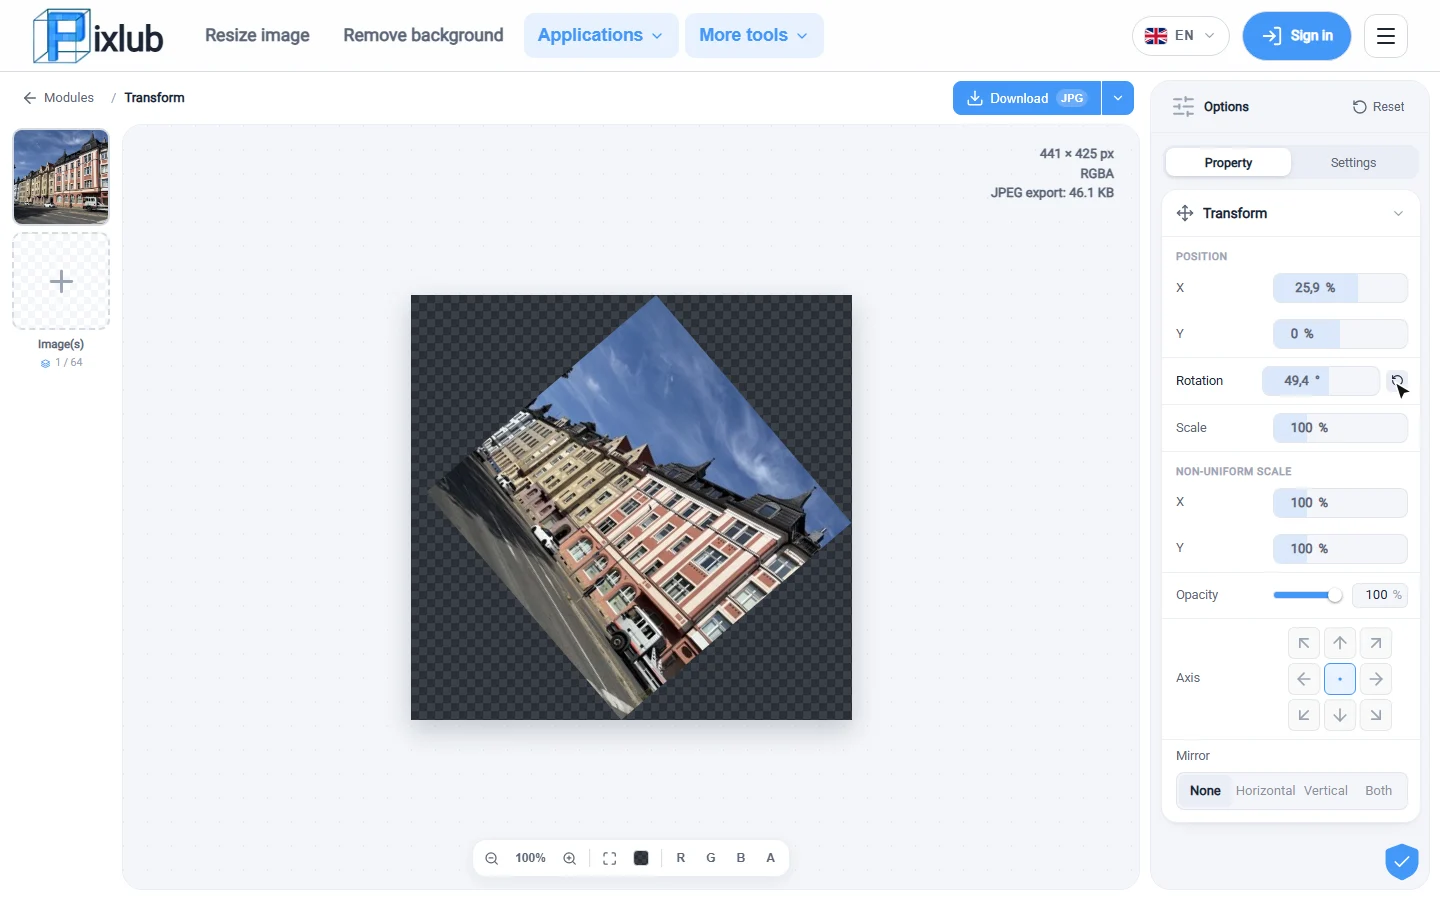 Pixlub
Resize image
Remove background
Applications
More tools
EN
Sign in
Modules / Transform
Download JPG
441 × 425 px
RGBA
JPEG export: 46.1 KB
Image(s)
1 / 64
100%
R G B A
Options
Reset
Property
Settings
Transform
POSITION
X 25,9 %
Y 0 %
Rotation 49,4 °
Scale 100 %
NON-UNIFORM SCALE
X 100 %
Y 100 %
Opacity 100 %
Axis
Mirror
None Horizontal Vertical Both